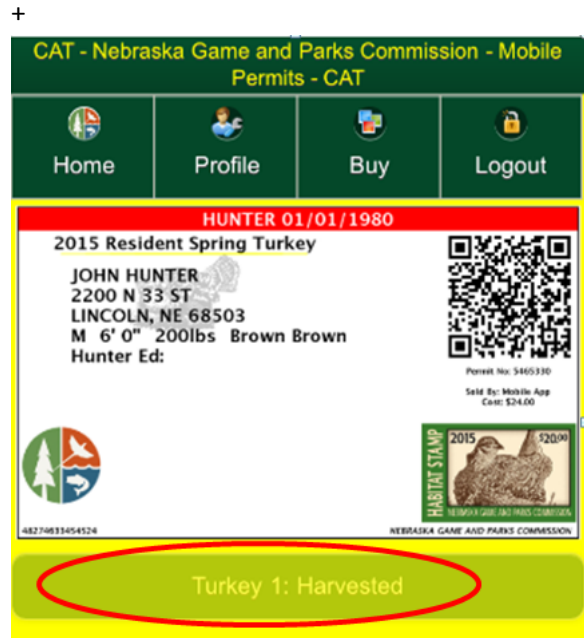 +
CAT - Nebraska Game and Parks Commission - Mobile
Permits - CAT
Home
Profile
Buy
Logout
HUNTER 01/01/1980
2015 Resident Spring Turkey
JOHN HUNTER
2200 N 33 ST
LINCOLN, NE 68503
M 6' 0" 200lbs Brown Brown
Hunter Ed:
Permit No: 5465330
Sold By: Mobile App
Cost: $24.00
HABITAT STAMP
2015 $20.00
NEBRASKA GAME AND PARKS COMMISSION
48274633454524
NEBRASKA GAME AND PARKS COMMISSION
Turkey 1: Harvested